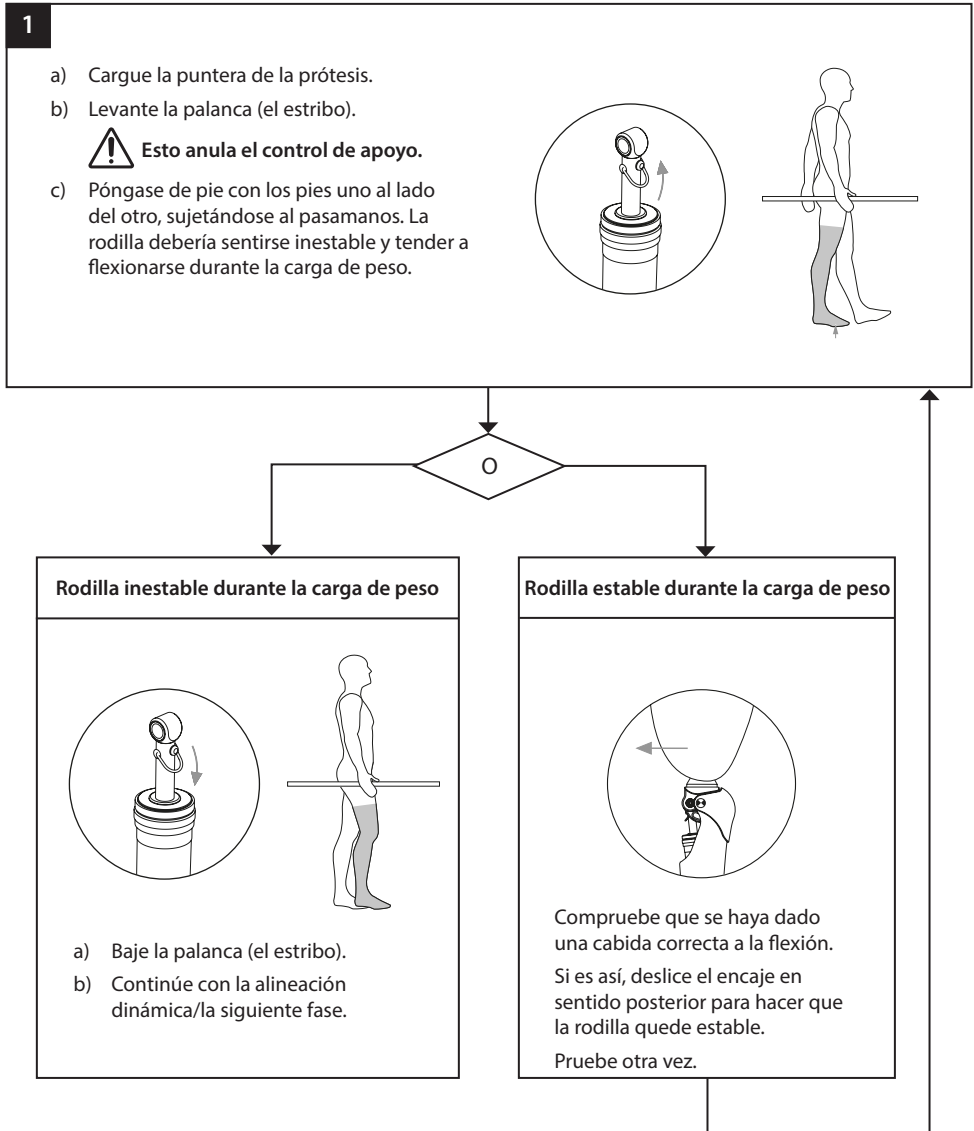 1
a) Cargue la puntera de la prótesis.
b) Levante la palanca (el estribo).
Esto anula el control de apoyo.
c) Póngase de pie con los pies uno al lado
del otro, sujetándose al pasamanos. La
rodilla debería sentirse inestable y tender a
flexionarse durante la carga de peso.
O
Rodilla inestable durante la carga de peso
a) Baje la palanca (el estribo).
b) Continúe con la alineación
dinámica/la siguiente fase.
Rodilla estable durante la carga de peso
Compruebe que se haya dado
una cabida correcta a la flexión.
Si es así, deslice el encaje en
sentido posterior para hacer que
la rodilla quede estable.
Pruebe otra vez.